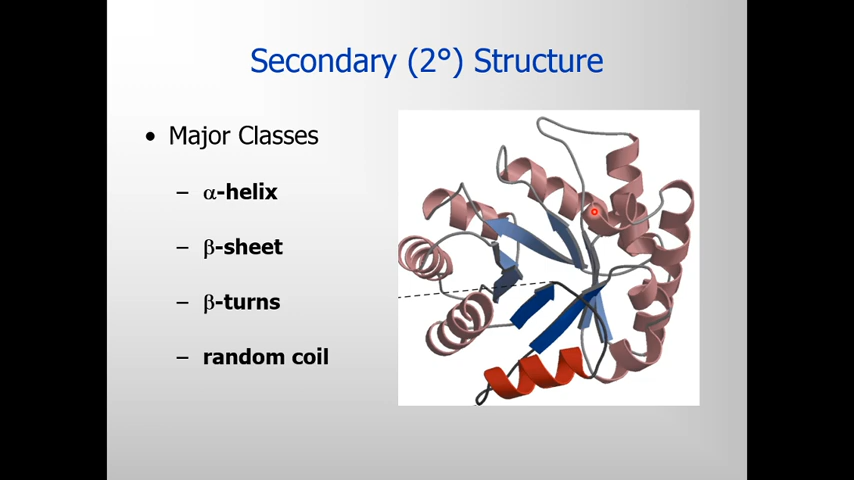 Secondary (2°) Structure
• Major Classes
– α-helix
– β-sheet
– β-turns
– random coil